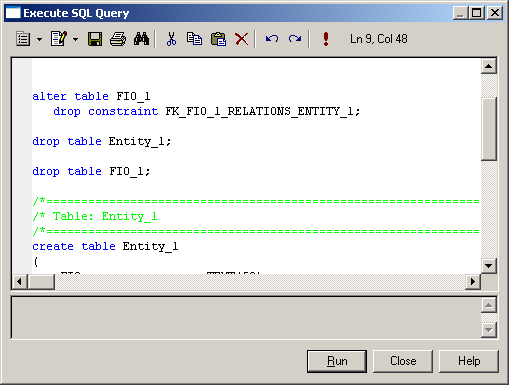 Execute SQL Query
Ln 9, Col 48
alter table FIO_1
drop constraint FK_FIO_1_RELATIONS_ENTITY_1;
drop table Entity_1;
drop table FIO_1;
/*================================================================
/* Table: Entity_1
/*================================================================
create table Entity_1
(
Run
Close
Help